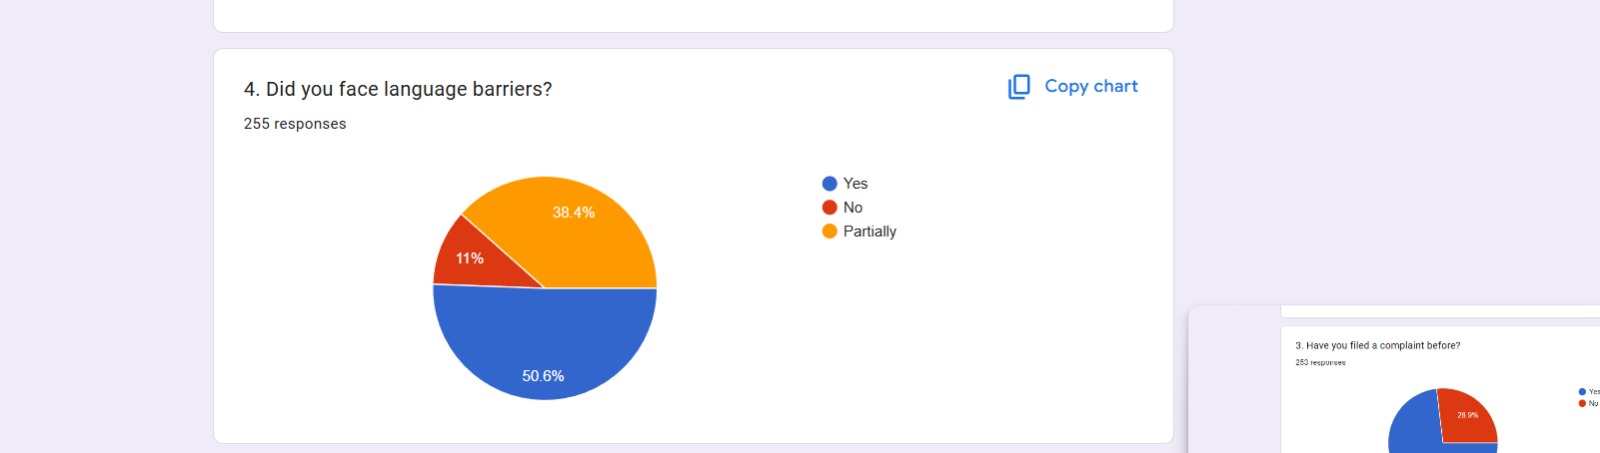 4. Did you face language barriers?
Copy chart
255 responses
Yes
No
Partially
38.4%
11%
50.6%
3. Have you filed a complaint before?
253 responses
Yes
No
26.9%